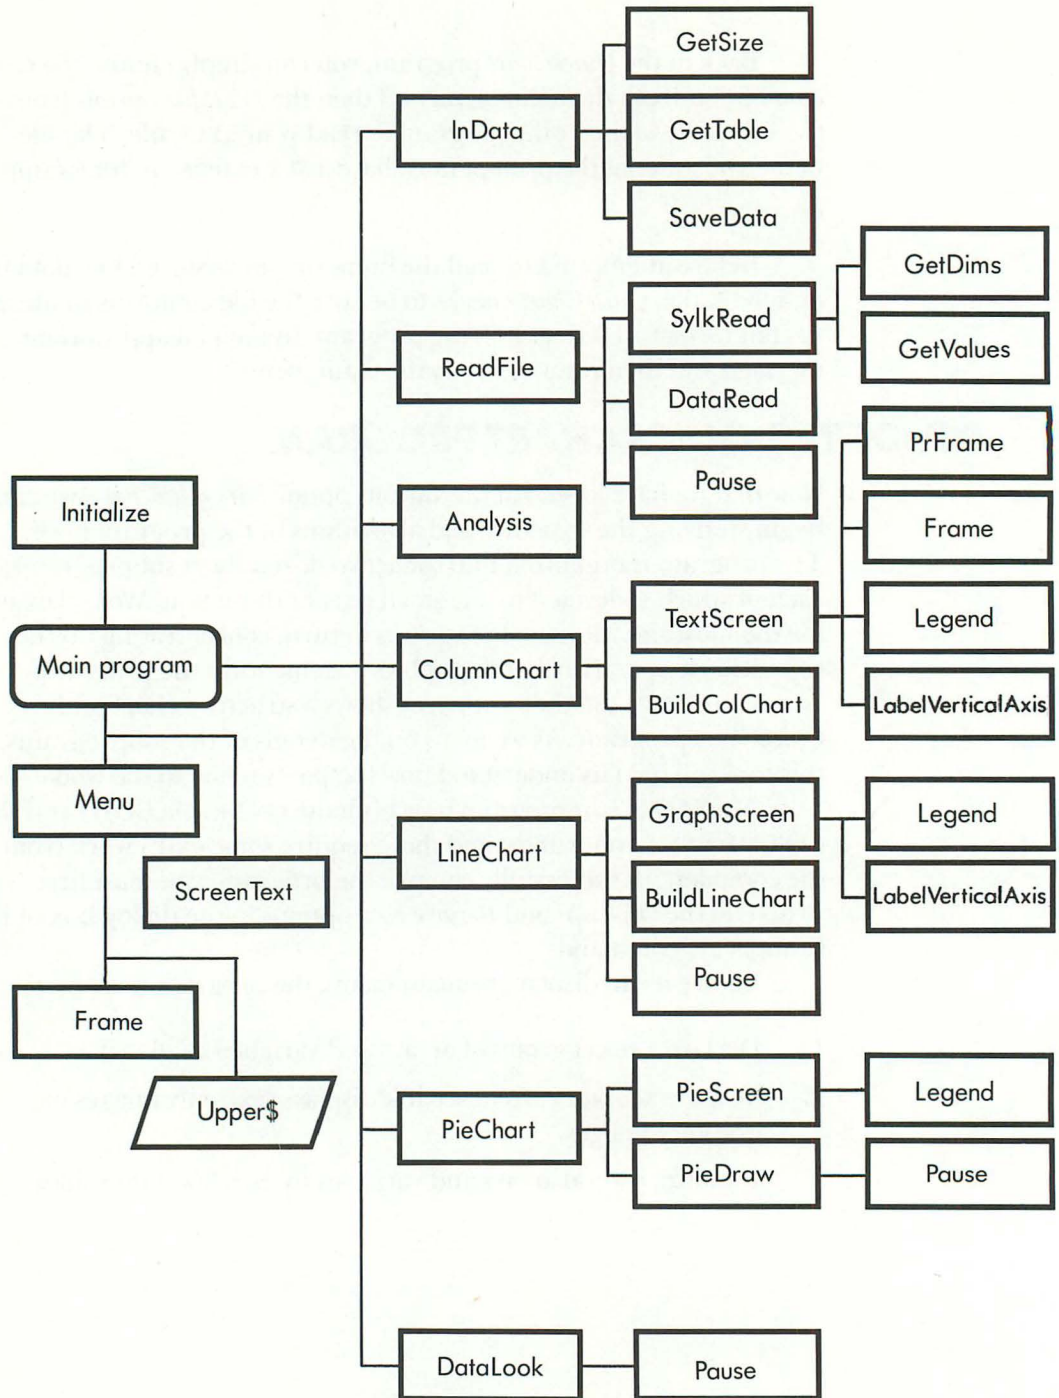 GetSize
InData
GetTable
SaveData
GetDims
SylkRead
GetValues
ReadFile
DataRead
PrFrame
Pause
Initialize
Analysis
Frame
TextScreen
Legend
Main program
ColumnChart
BuildColChart
LabelVerticalAxis
Menu
GraphScreen
Legend
LineChart
ScreenText
BuildLineChart
LabelVerticalAxis
Pause
Frame
PieScreen
Legend
Upper$
PieChart
PieDraw
Pause
DataLook
Pause